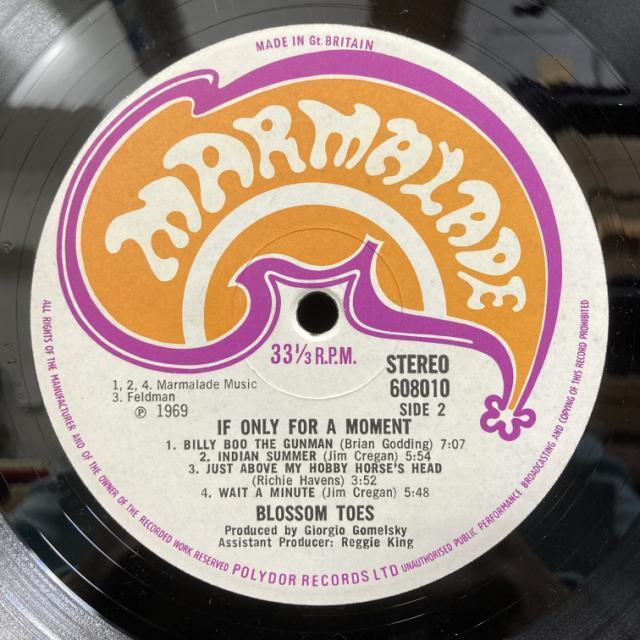 MADE IN Gt. BRITAIN
MARMALADE
33⅓ R.P.M.
STEREO
608010
SIDE 2
1, 2, 4. Marmalade Music
3. Feldman
℗ 1969
IF ONLY FOR A MOMENT
1. BILLY BOO THE GUNMAN (Brian Godding) 7:07
2. INDIAN SUMMER (Jim Cregan) 5:54
3. JUST ABOVE MY HOBBY HORSE'S HEAD
(Richie Havens) 3:52
4. WAIT A MINUTE (Jim Cregan) 5:48
BLOSSOM TOES
Produced by Giorgio Gomelsky
Assistant Producer: Reggie King
ALL RIGHTS OF THE MANUFACTURER AND OF THE OWNER OF THE RECORDED WORK RESERVED POLYDOR RECORDS LTD UNAUTHORISED PUBLIC PERFORMANCE BROADCASTING AND COPYING OF THIS RECORD PROHIBITED